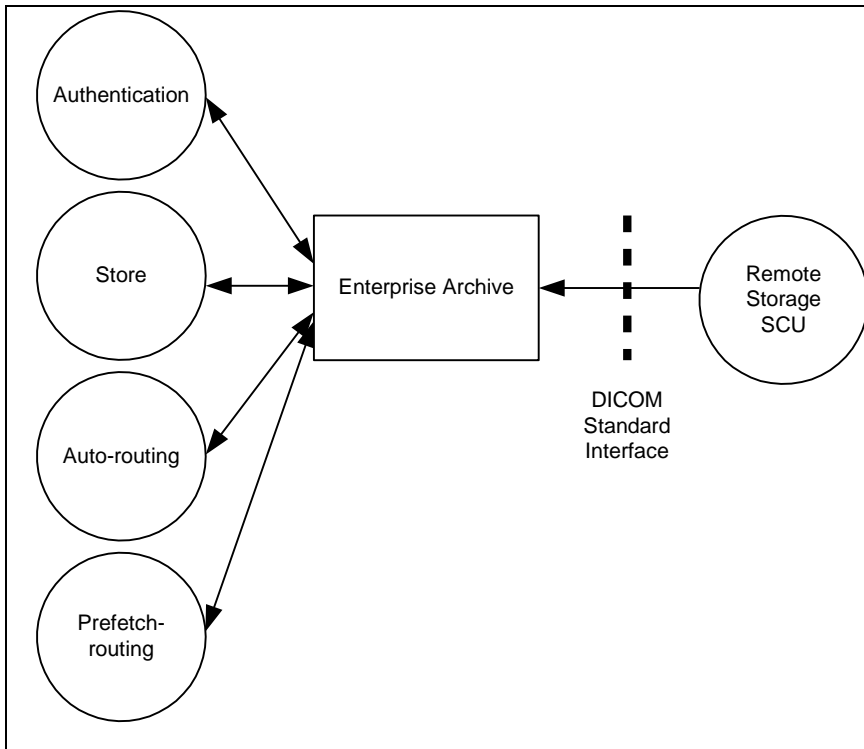 Authentication
Store
Auto-routing
Prefetch-
routing
Enterprise Archive
DICOM
Standard
Interface
Remote
Storage
SCU